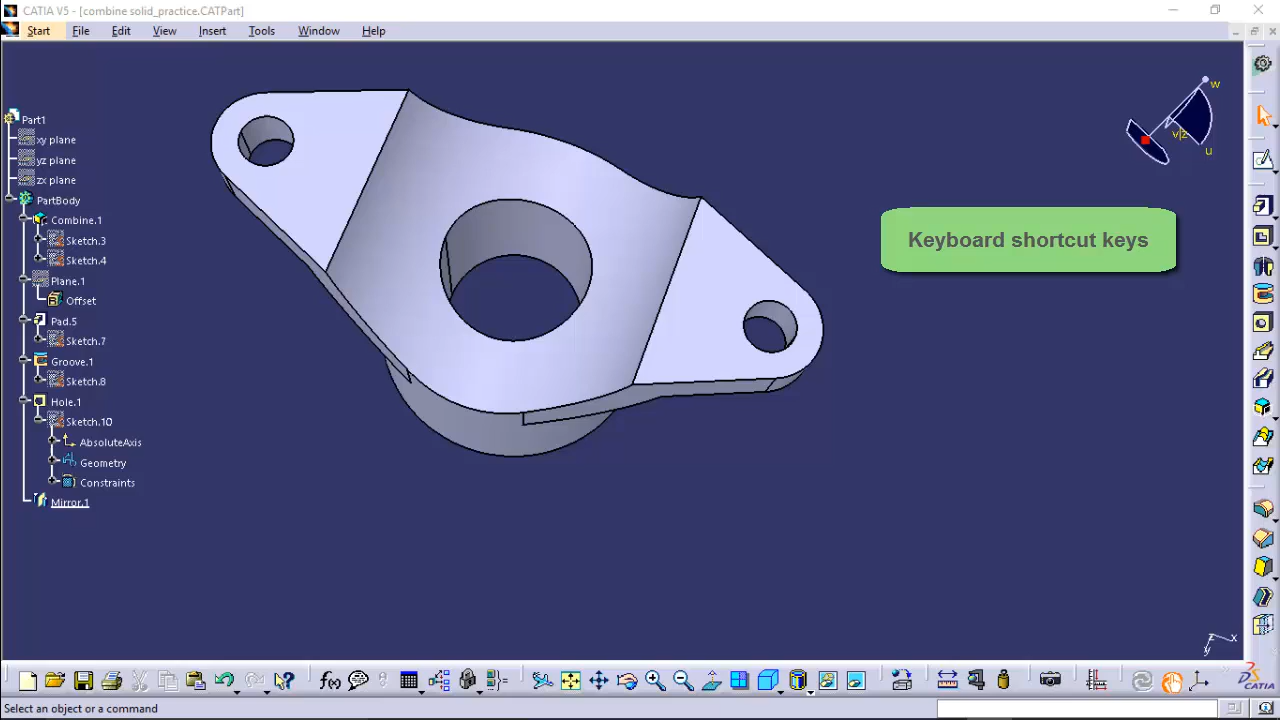 CATIA V5 - [combine solid_practice.CATPart]
Start File Edit View Insert Tools Window Help
w
v|z
u
Part1
xy plane
yz plane
zx plane
PartBody
Combine.1
Sketch.3
Sketch.4
Plane.1
Offset
Pad.5
Sketch.7
Groove.1
Sketch.8
Hole.1
Sketch.10
AbsoluteAxis
Geometry
Constraints
Mirror.1
Keyboard shortcut keys
z x
y
f(x)
CATIA
Select an object or a command